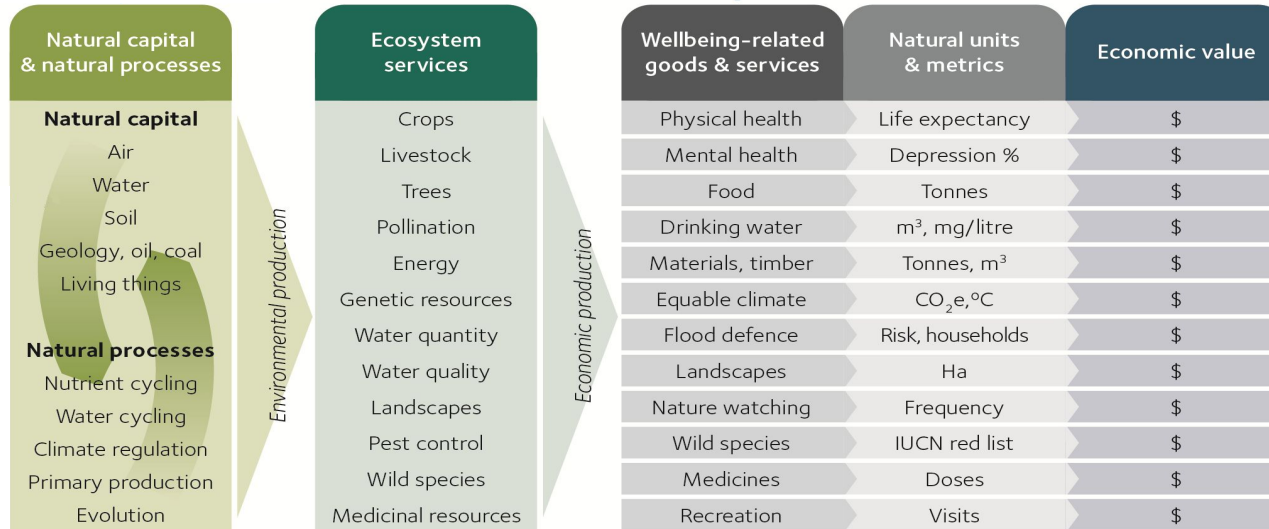 Natural capital
& natural processes
Natural capital
Air
Water
Soil
Geology, oil, coal
Living things
Natural processes
Nutrient cycling
Water cycling
Climate regulation
Primary production
Evolution
Environmental production
Ecosystem
services
Crops
Livestock
Trees
Pollination
Energy
Genetic resources
Water quantity
Water quality
Landscapes
Pest control
Wild species
Medicinal resources
Economic production
Wellbeing-related
goods & services
Natural units
& metrics
Economic value
Physical health Life expectancy $
Mental health Depression % $
Food Tonnes $
Drinking water m³, mg/litre $
Materials, timber Tonnes, m³ $
Equable climate CO₂e,ºC $
Flood defence Risk, households $
Landscapes Ha $
Nature watching Frequency $
Wild species IUCN red list $
Medicines Doses $
Recreation Visits $